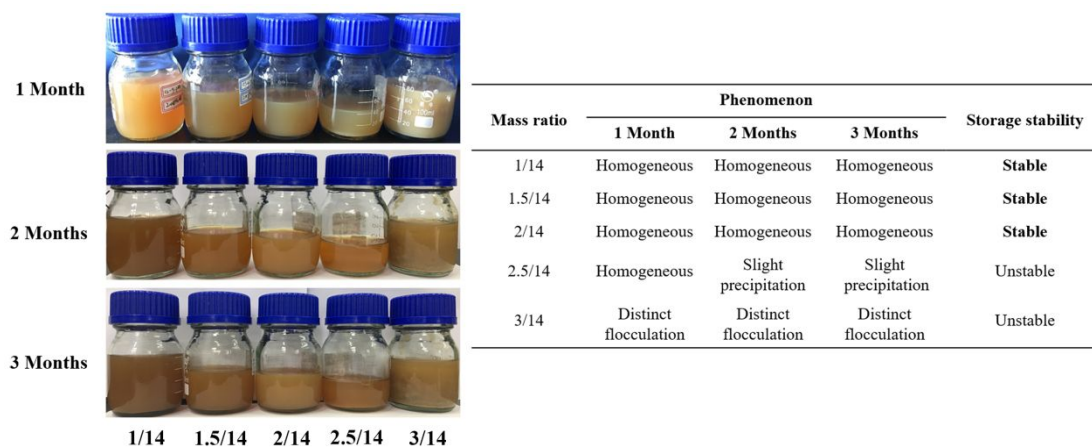 1 Month
2 Months
3 Months
1/14 1.5/14 2/14 2.5/14 3/14
Mass ratio Phenomenon Storage stability
1 Month 2 Months 3 Months
1/14 Homogeneous Homogeneous Homogeneous Stable
1.5/14 Homogeneous Homogeneous Homogeneous Stable
2/14 Homogeneous Homogeneous Homogeneous Stable
2.5/14 Homogeneous Slight precipitation Slight precipitation Unstable
3/14 Distinct flocculation Distinct flocculation Distinct flocculation Unstable